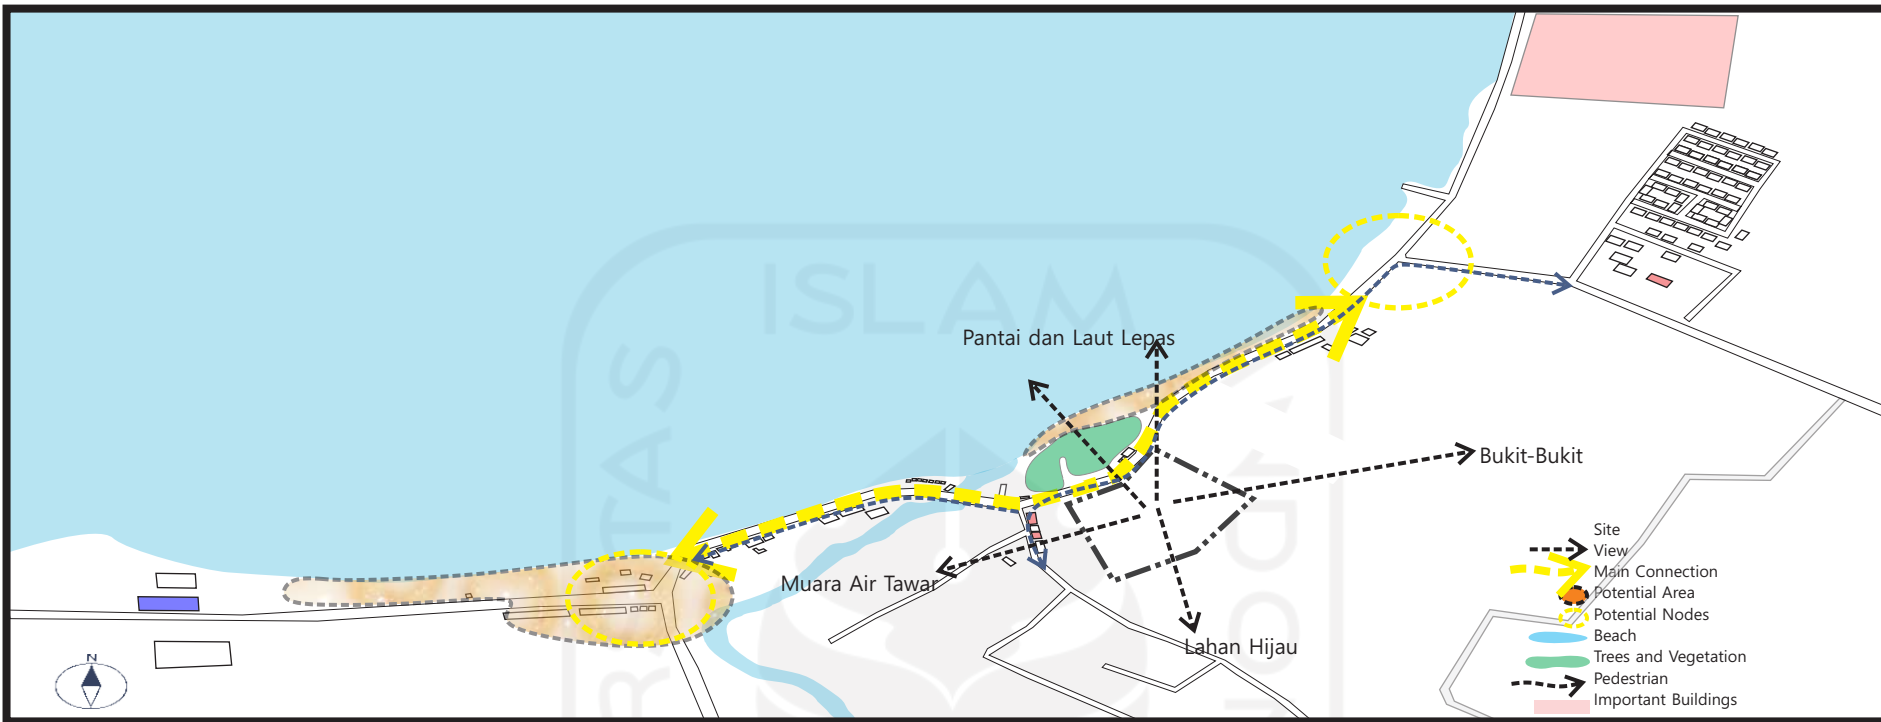 ISLAM
Pantai dan Laut Lepas
Bukit-Bukit
Muara Air Tawar
Lahan Hijau
N
Site
View
Main Connection
Potential Area
Potential Nodes
Beach
Trees and Vegetation
Pedestrian
Important Buildings